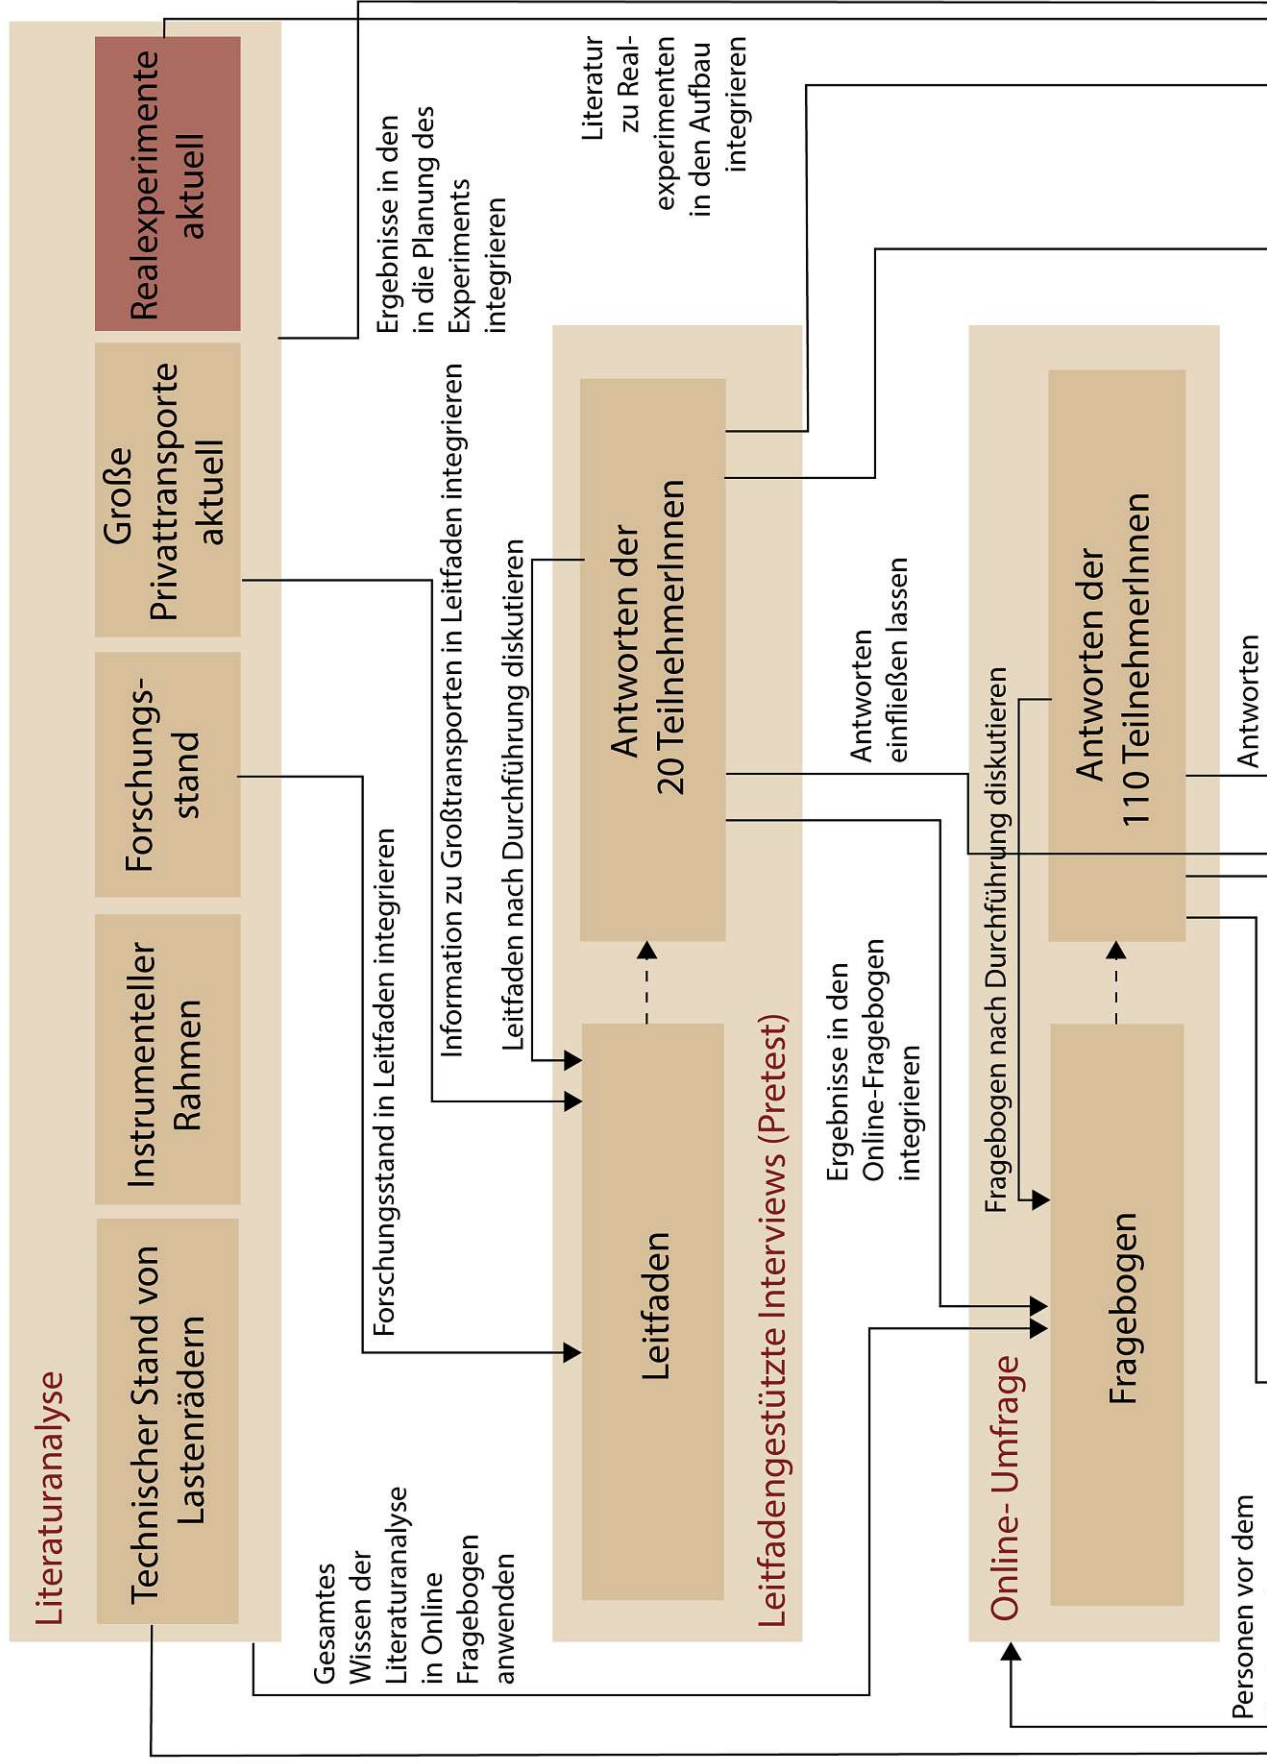 Literaturanalyse
Technischer Stand von
Lastenrädern
Instrumenteller
Rahmen
Forschungs-
stand
Große
Privattransporte
aktuell
Realexperimente
aktuell
Gesamtes
Wissen der
Literaturanalyse
in Online
Fragebogen
anwenden
Forschungsstand in Leitfaden integrieren
Information zu Großtransporten in Leitfaden integrieren
Ergebnisse in den
in die Planung des
Experiments
integrieren
Leitfaden nach Durchführung diskutieren
Literatur
zu Real-
experimenten
in den Aufbau
integrieren
Leitfaden
Antworten der
20 TeilnehmerInnen
Leitfadengestützte Interviews (Pretest)
Ergebnisse in den
Online-Fragebogen
integrieren
Antworten
einfließen lassen
Online- Umfrage
Fragebogen nach Durchführung diskutieren
Fragebogen
Antworten der
110 TeilnehmerInnen
Personen vor dem
Antworten